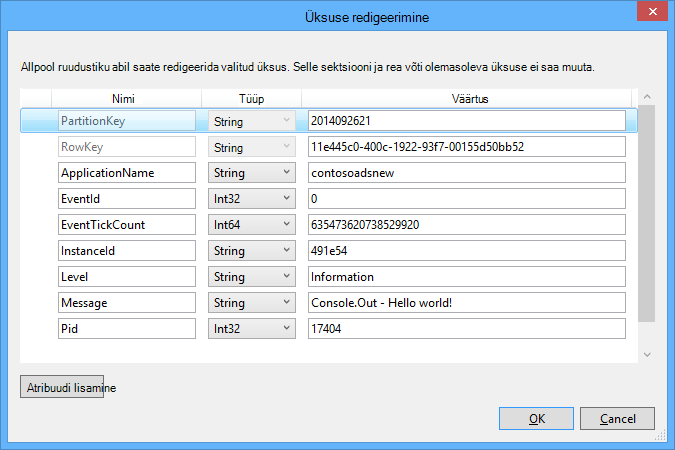 Üksuse redigeerimine
Allpool ruudustiku abil saate redigeerida valitud üksus. Selle sektsiooni ja rea võti olemasoleva üksuse ei saa muuta.
Nimi Tüüp Väärtus
PartitionKey String 2014092621
RowKey String 11e445c0-400c-1922-93f7-00155d50bb52
ApplicationName String contosoadsnew
EventId Int32 0
EventTickCount Int64 635473620738529920
InstanceId String 491e54
Level String Information
Message String Console.Out - Hello world!
Pid Int32 17404
Atribuudi lisamine
OK Cancel